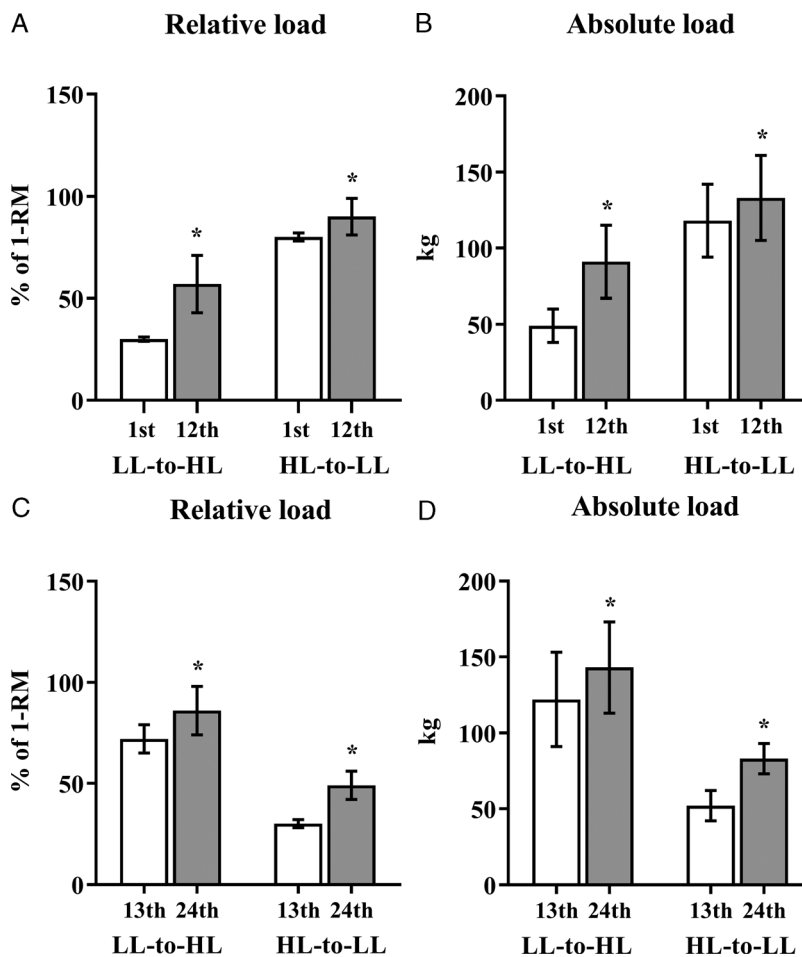 A Relative load
150
100
50
0
% of 1-RM
*
*
1st 12th 1st 12th
LL-to-HL HL-to-LL
B Absolute load
200
150
100
50
0
kg
*
*
1st 12th 1st 12th
LL-to-HL HL-to-LL
C Relative load
150
100
50
0
% of 1-RM
*
*
13th 24th 13th 24th
LL-to-HL HL-to-LL
D Absolute load
200
150
100
50
0
kg
*
*
13th 24th 13th 24th
LL-to-HL HL-to-LL